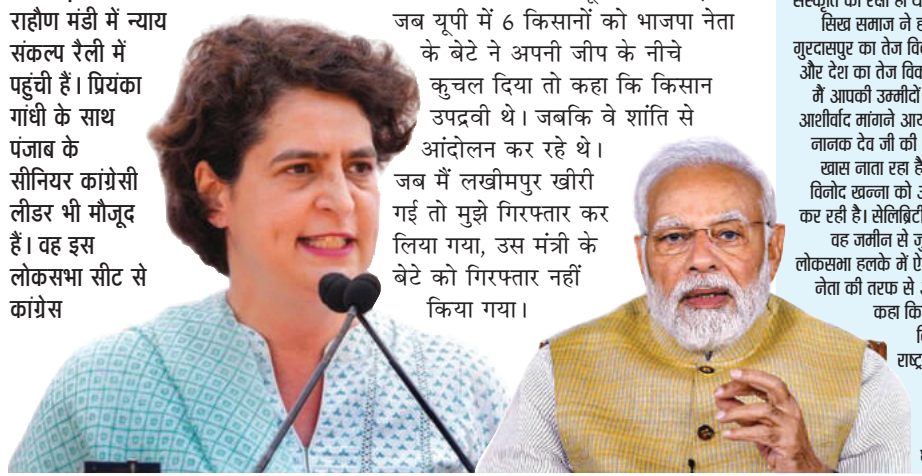 राहौण मंडी में न्याय
संकल्प रैली में
पहुंची हैं। प्रियंका
गांधी के साथ
पंजाब के
सीनियर कांग्रेसी
लीडर भी मौजूद
हैं। वह इस
लोकसभा सीट से
कांग्रेस
जब यूपी में 6 किसानों को भाजपा नेता
के बेटे ने अपनी जीप के नीचे
कुचल दिया तो कहा कि किसान
उपद्रवी थे। जबकि वे शांति से
आंदोलन कर रहे थे।
जब मैं लखीमपुर खीरी
गई तो मुझे गिरफ्तार कर
लिया गया, उस मंत्री के
बेटे को गिरफ्तार नहीं
किया गया।
सिख समाज ने
गुरदासपुर का तेज
और देश का तेज
मैं आपकी उम्मीदों
आशीर्वाद मांगने
नानक देव जी की
खास नाता रहा
विनोद खन्ना को
कर रही है।
वह जमीन से
लोकसभा हलके में
नेता की तरफ से
कहा कि